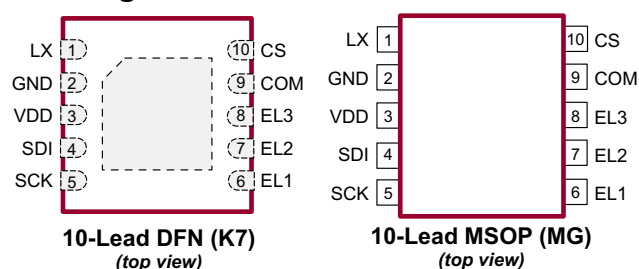 LX 1 10 CS
GND 2 9 COM
VDD 3 8 EL3
SDI 4 7 EL2
SCK 5 6 EL1
10-Lead DFN (K7)
(top view)
LX 1 10 CS
GND 2 9 COM
VDD 3 8 EL3
SDI 4 7 EL2
SCK 5 6 EL1
10-Lead MSOP (MG)
(top view)